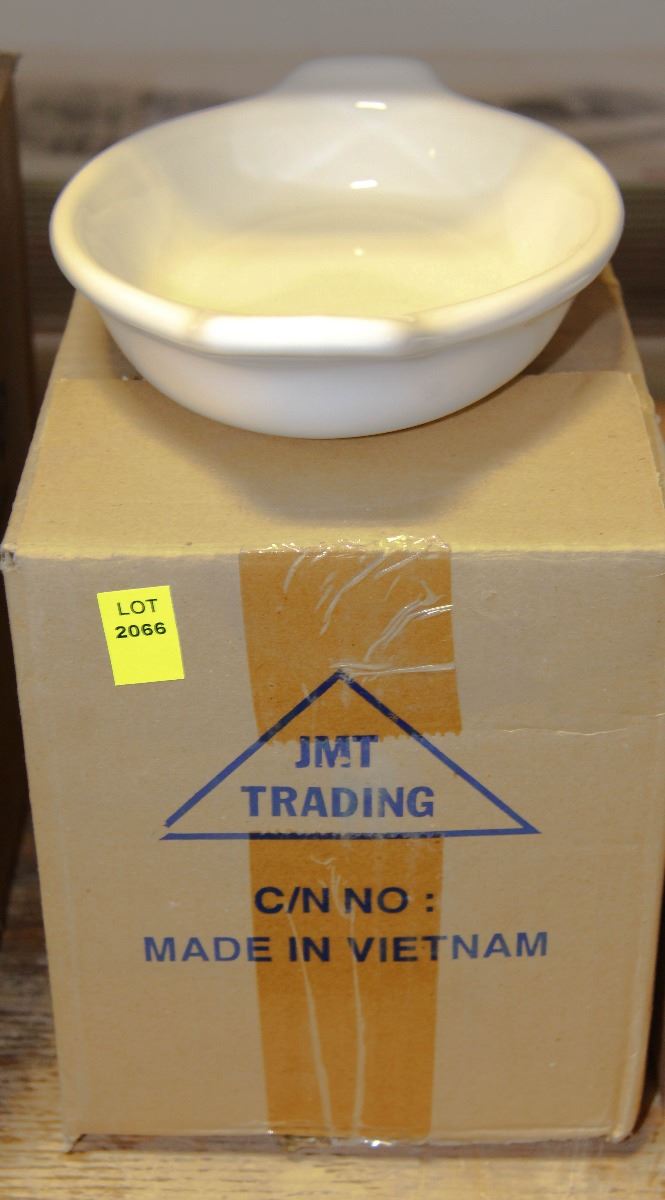 LOT
2066
JMT
TRADING
C/N NO :
MADE IN VIETNAM